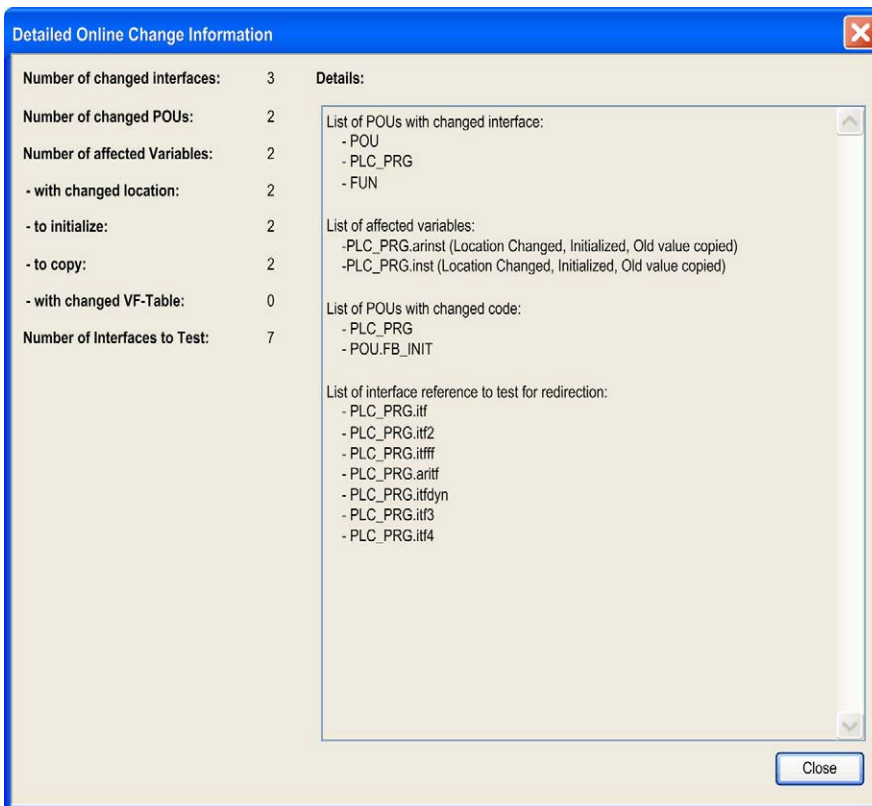 Detailed Online Change Information
Number of changed interfaces: 3
Number of changed POUs: 2
Number of affected Variables: 2
- with changed location: 2
- to initialize: 2
- to copy: 2
- with changed VF-Table: 0
Number of Interfaces to Test: 7
Details:
List of POUs with changed interface:
- POU
- PLC_PRG
- FUN
List of affected variables:
-PLC_PRG.arinst (Location Changed, Initialized, Old value copied)
-PLC_PRG.inst (Location Changed, Initialized, Old value copied)
List of POUs with changed code:
- PLC_PRG
- POU.FB_INIT
List of interface reference to test for redirection:
- PLC_PRG.itf
- PLC_PRG.itf2
- PLC_PRG.itfff
- PLC_PRG.aritf
- PLC_PRG.itfdyn
- PLC_PRG.itf3
- PLC_PRG.itf4
Close